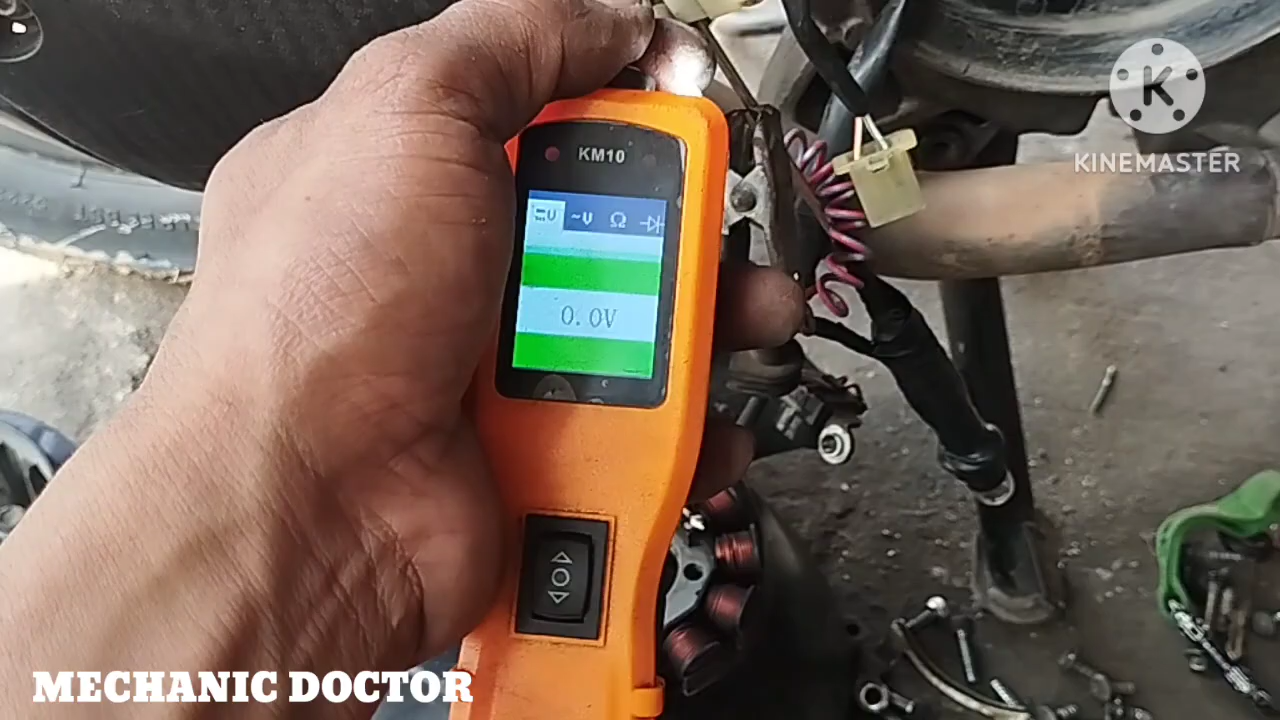 KM10
K
KINEMASTER
⎓V ~V Ω
0.0V
MECHANIC DOCTOR